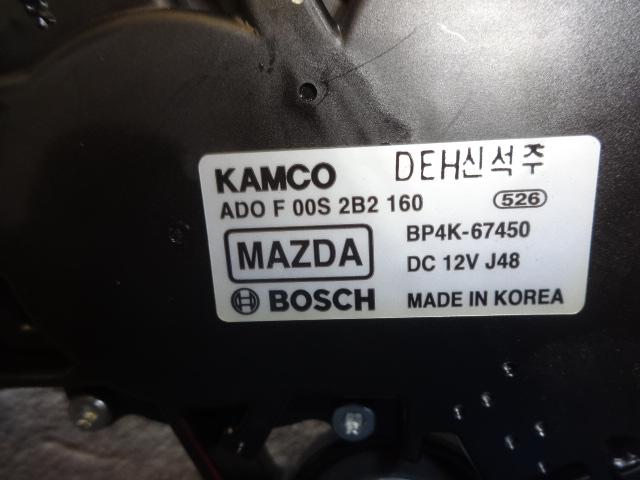 KAMCO DEH신석주
ADO F 00S 2B2 160 526
MAZDA BP4K-67450
DC 12V J48
BOSCH MADE IN KOREA